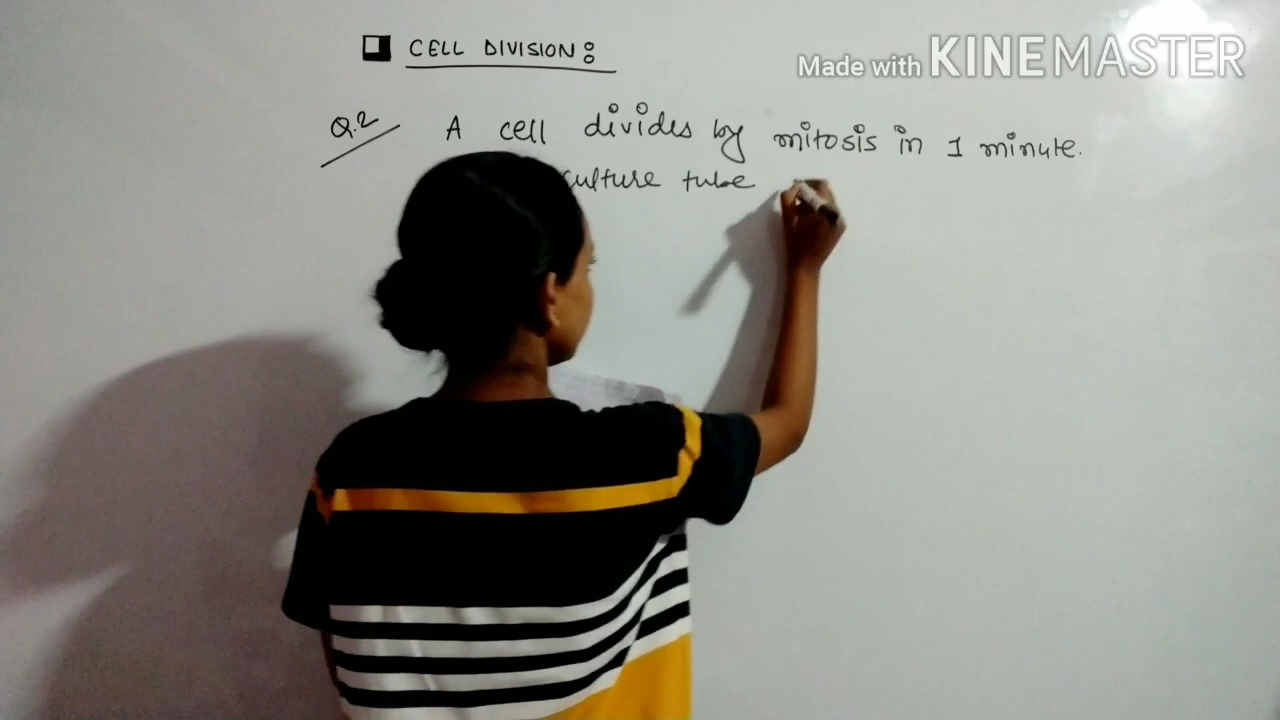 CELL DIVISION:
Made with KINEMASTER
Q.2 A cell divides by mitosis in 1 minute.
culture tube